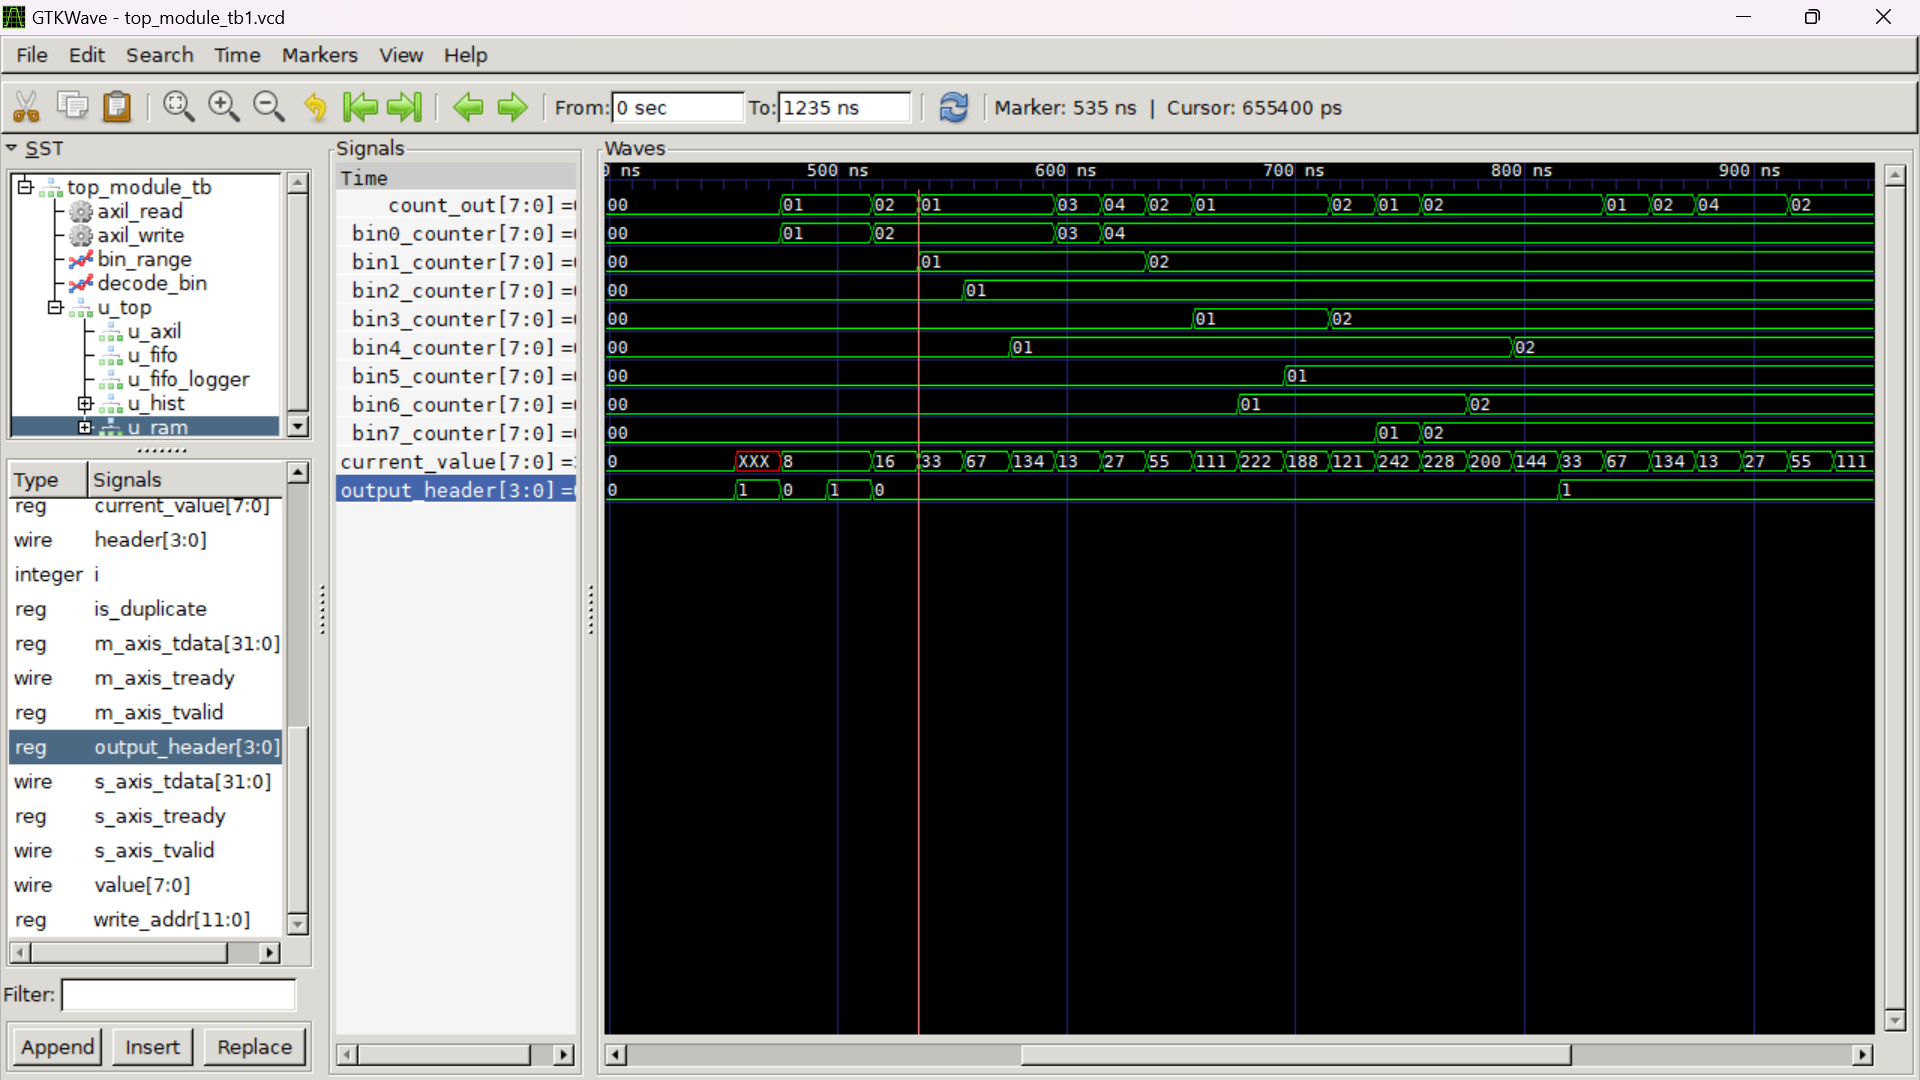 GTKWave - top_module_tb1.vcd
File Edit Search Time Markers View Help
From: 0 sec To: 1235 ns Marker: 535 ns | Cursor: 655400 ps
SST
top_module_tb
axil_read
axil_write
bin_range
decode_bin
u_top
u_axil
u_fifo
u_fifo_logger
u_hist
u_ram
Type Signals
reg current_value[7:0]
wire header[3:0]
integer i
reg is_duplicate
reg m_axis_tdata[31:0]
wire m_axis_tready
reg m_axis_tvalid
reg output_header[3:0]
wire s_axis_tdata[31:0]
reg s_axis_tready
wire s_axis_tvalid
wire value[7:0]
reg write_addr[11:0]
Filter:
Append Insert Replace
Signals
Time
count_out[7:0] =
bin0_counter[7:0] =
bin1_counter[7:0] =
bin2_counter[7:0] =
bin3_counter[7:0] =
bin4_counter[7:0] =
bin5_counter[7:0] =
bin6_counter[7:0] =
bin7_counter[7:0] =
current_value[7:0] =
output_header[3:0] =
Waves
ns 500 ns 600 ns 700 ns 800 ns 900 ns
00 01 02 01 03 04 02 01 02 01 02 01 02 04 02
00 01 02 03 04
00 01 02
00 01
00 01 02
00 01 02
00 01
00 01 02
00 01 02
0 XXX 8 16 33 67 134 13 27 55 111 222 188 121 242 228 200 144 33 67 134 13 27 55 111
0 1 0 1 0 1